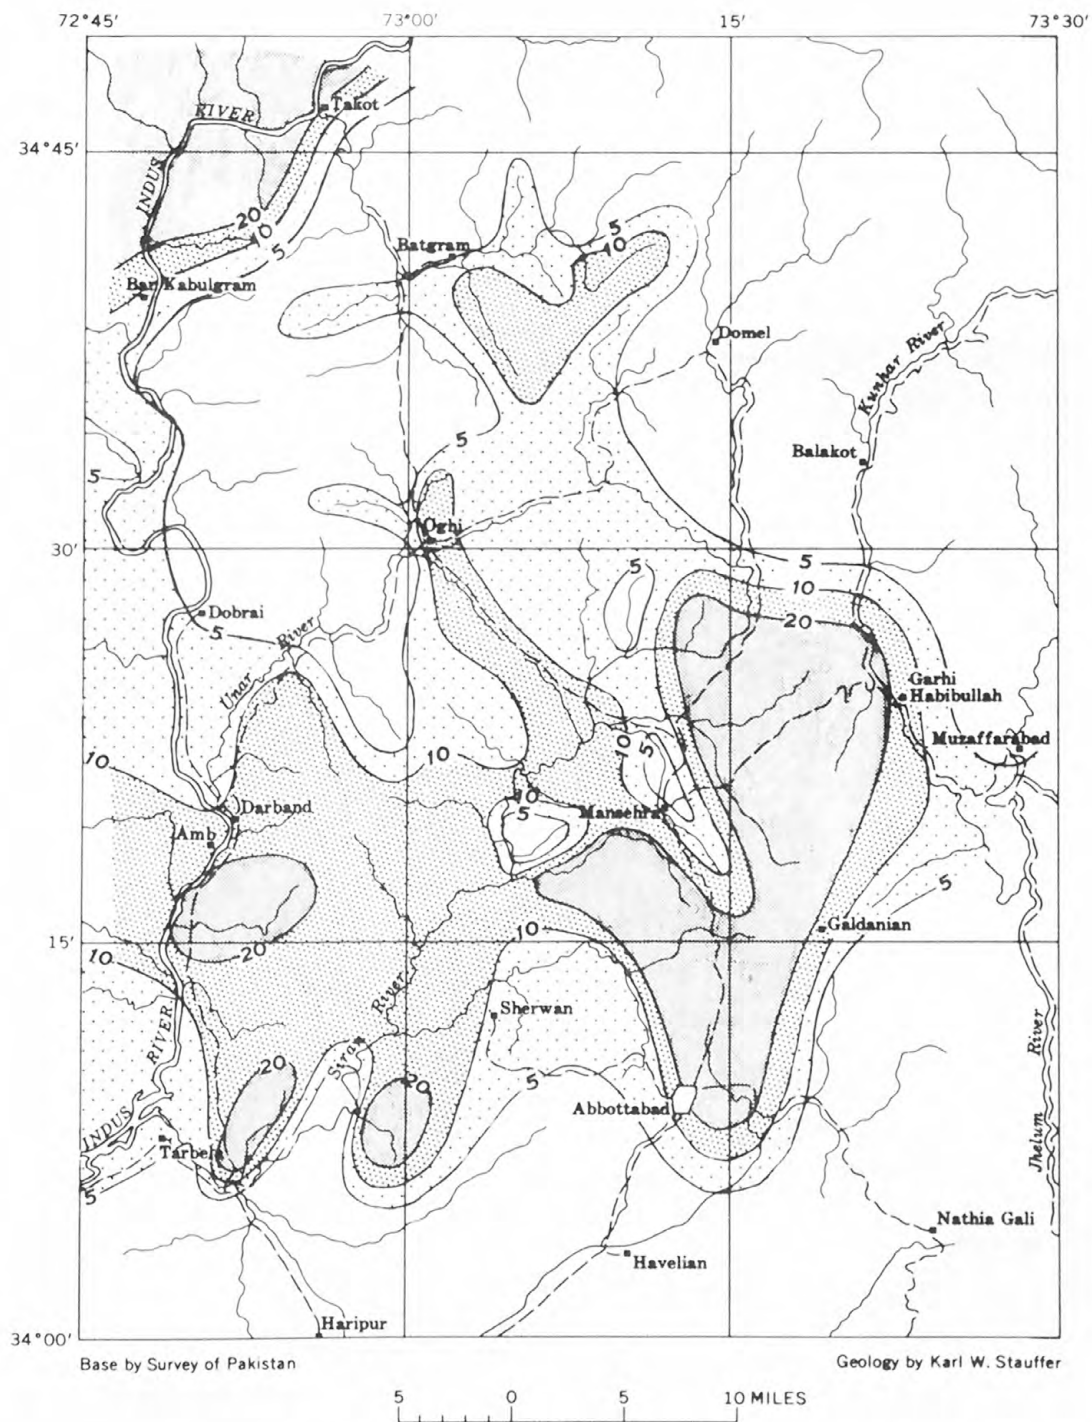 72°45'
73°00'
15'
73°30'
RIVER
Takot
34°45'
INDUS
20
10
5
5
10
Batgram
Bar Kabulgram
Domel
Kunhar River
5
Balakot
5
Oghi
30'
5
5
10
20
Dobrai
5
Unar River
Garhi
Habibullah
Muzaffarabad
10
10
10
5
10
5
Mansehra
Darband
Amb
5
Galdanian
15'
20
10
10
Sherwan
Siran River
RIVER
20
20
5
5
Abbottabad
INDUS
Tarbela
5
Jhelum River
Nathia Gali
Havelian
Haripur
34°00'
Base by Survey of Pakistan
Geology by Karl W. Stauffer
5 0 5 10 MILES